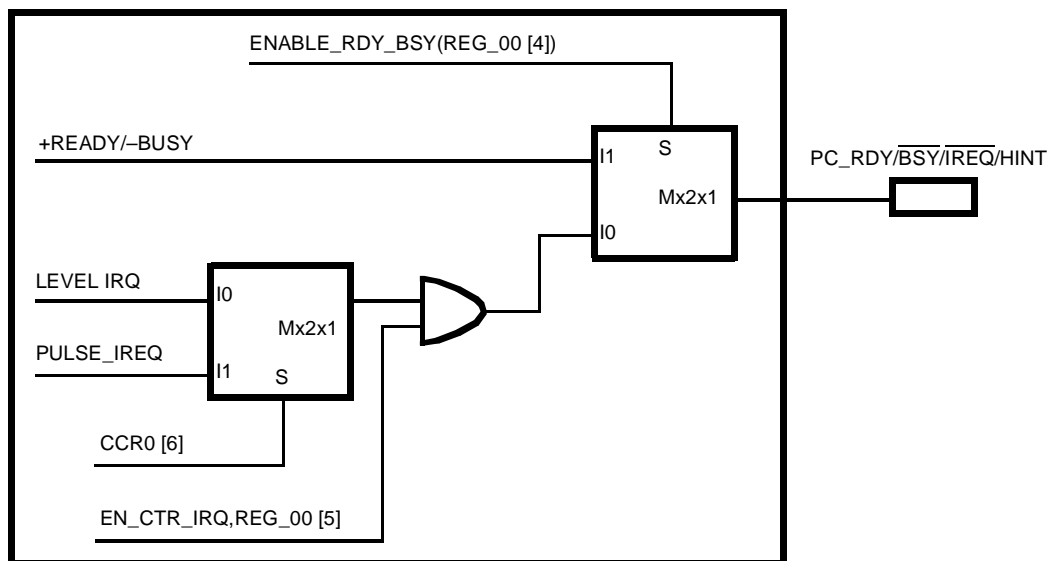 ENABLE_RDY_BSY(REG_00 [4])
+READY/–BUSY
I1
S
PC_RDY/BSY/IREQ/HINT
Mx2x1
I0
LEVEL IRQ
I0
Mx2x1
PULSE_IREQ
I1
S
CCR0 [6]
EN_CTR_IRQ,REG_00 [5]